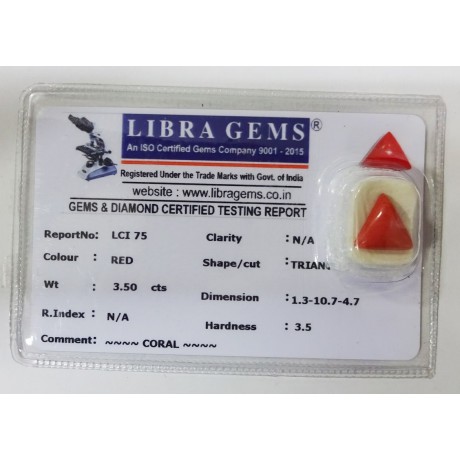 LIBRA GEMS®
An ISO Certified Gems Company 9001 - 2015
Registered Under the Trade Marks with Govt. of India
website : www.libragems.co.in
GEMS & DIAMOND CERTIFIED TESTING REPORT
ReportNo: LCI 75 Clarity : N/A
Colour : RED Shape/cut : TRIAN
Wt : 3.50 cts Dimension : 1.3-10.7-4.7
R.Index : N/A Hardness : 3.5
Comment: ~~~~ CORAL ~~~~